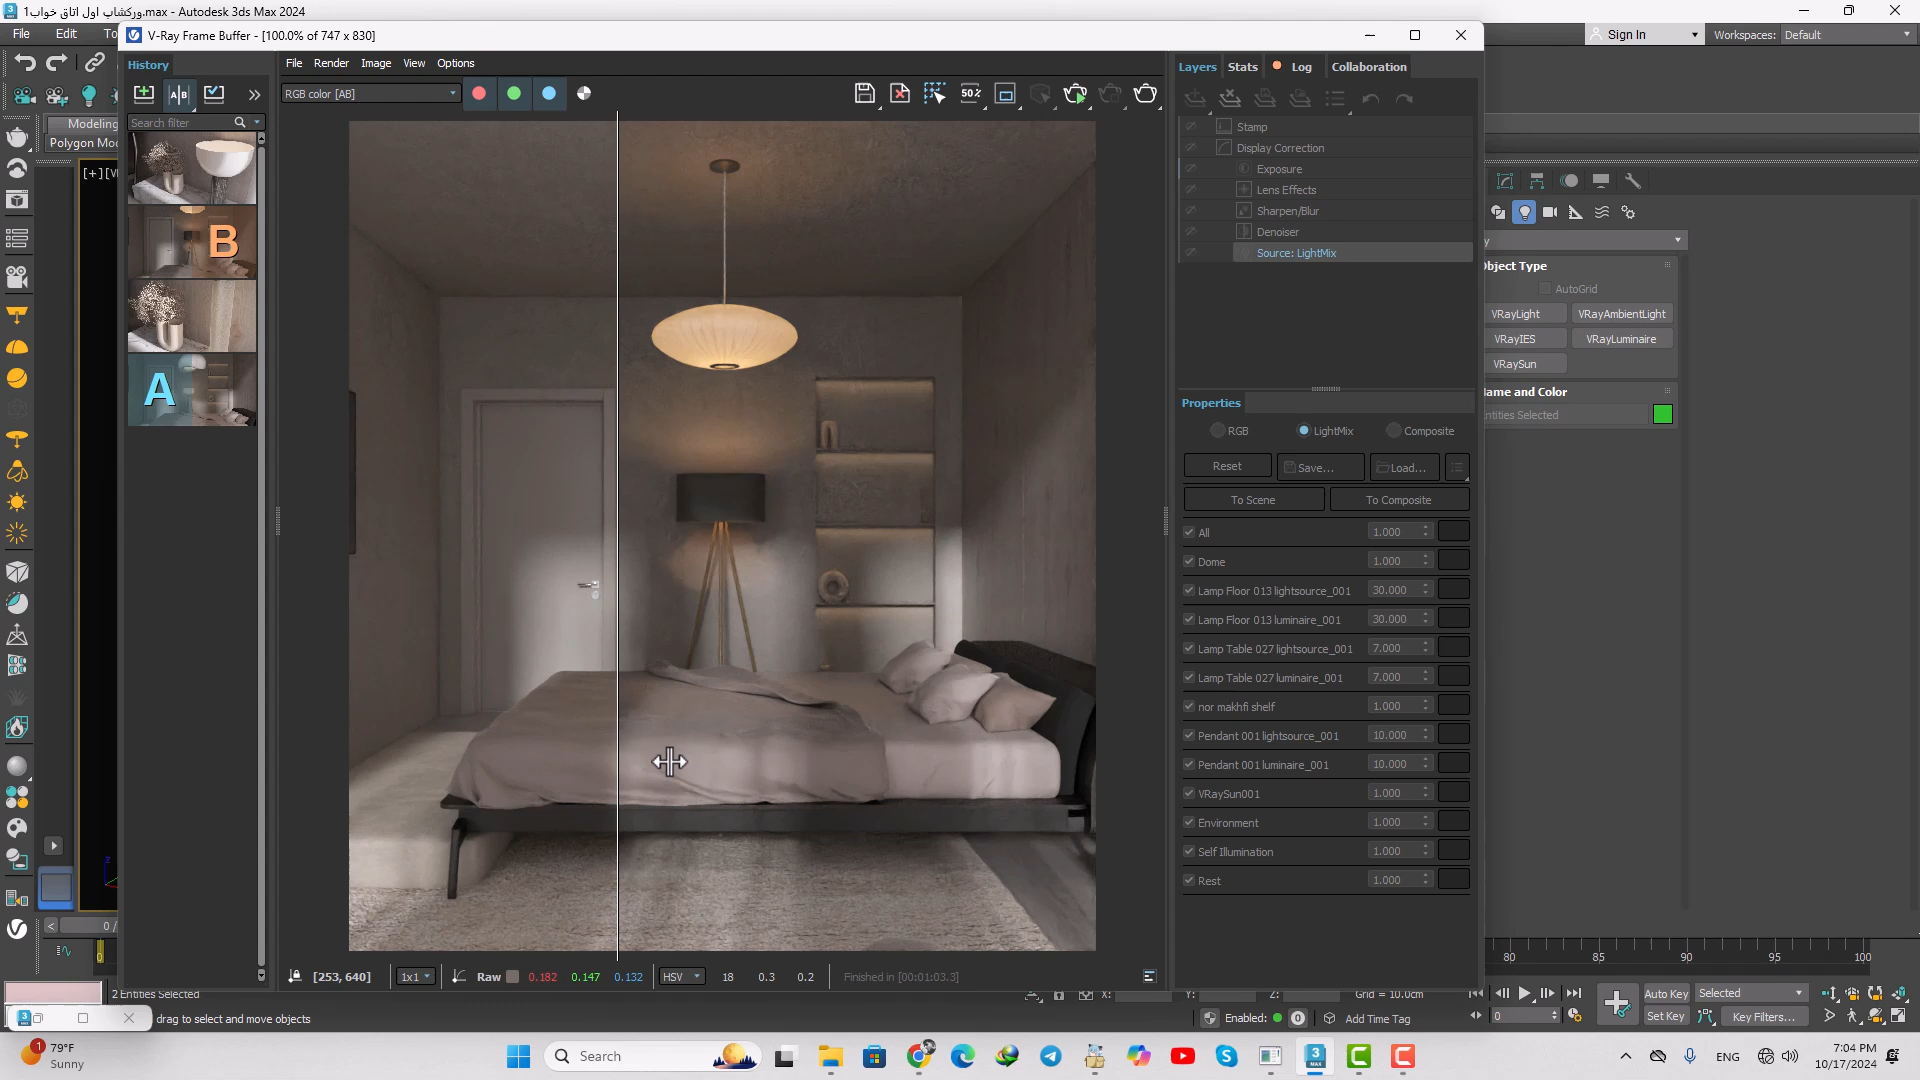 ورکشاپ اول اتاق خواب1.max - Autodesk 3ds Max 2024
File
Edit
V-Ray Frame Buffer - [100.0% of 747 x 830]
Sign In
Workspaces:
Default
History
File
Render
Image
View
Options
Layers
Stats
Log
Collaboration
RGB color [AB]
A|B
50%
Modeling
Polygon Mo
Search filter
[+][V
B
A
Stamp
Display Correction
Exposure
Lens Effects
Sharpen/Blur
Denoiser
Source: LightMix
Object Type
AutoGrid
VRayLight
VRayAmbientLight
VRayIES
VRayLuminaire
VRaySun
ame and Color
ntities Selected
Properties
RGB
LightMix
Composite
Reset
Save...
Load...
To Scene
To Composite
All 1.000
Dome 1.000
Lamp Floor 013 lightsource_001 30.000
Lamp Floor 013 luminaire_001 30.000
Lamp Table 027 lightsource_001 7.000
Lamp Table 027 luminaire_001 7.000
nor makhfi shelf 1.000
Pendant 001 lightsource_001 10.000
Pendant 001 luminaire_001 10.000
VRaySun001 1.000
Environment 1.000
Self Illumination 1.000
Rest 1.000
[253, 640]
1x1
Raw
0.182
0.147
0.132
HSV
18
0.3
0.2
Finished in [00:01:03.3]
80 85 90 95 100
2 Entities Selected
X:
Y:
Z:
Grid = 10.0cm
Auto Key
Selected
drag to select and move objects
Enabled:
0
Add Time Tag
0
Set Key
Key Filters...
1
79°F
Sunny
Search
ENG
7:04 PM
10/17/2024